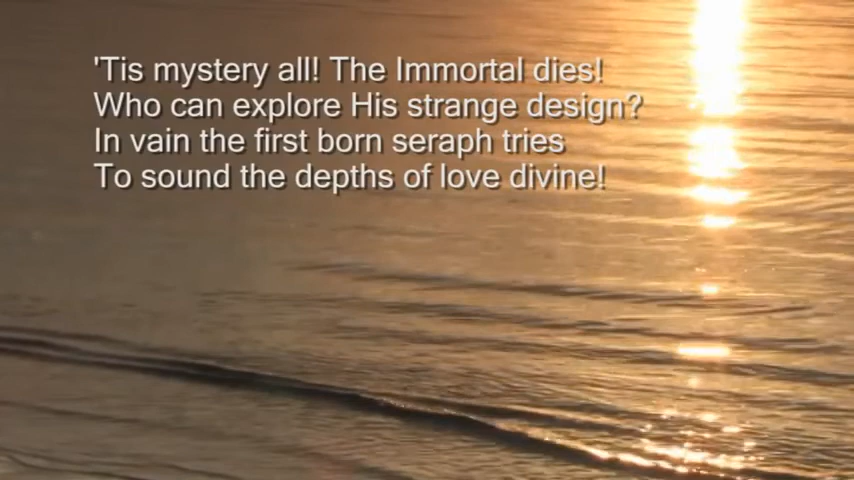 'Tis mystery all! The Immortal dies!
Who can explore His strange design?
In vain the first born seraph tries
To sound the depths of love divine!